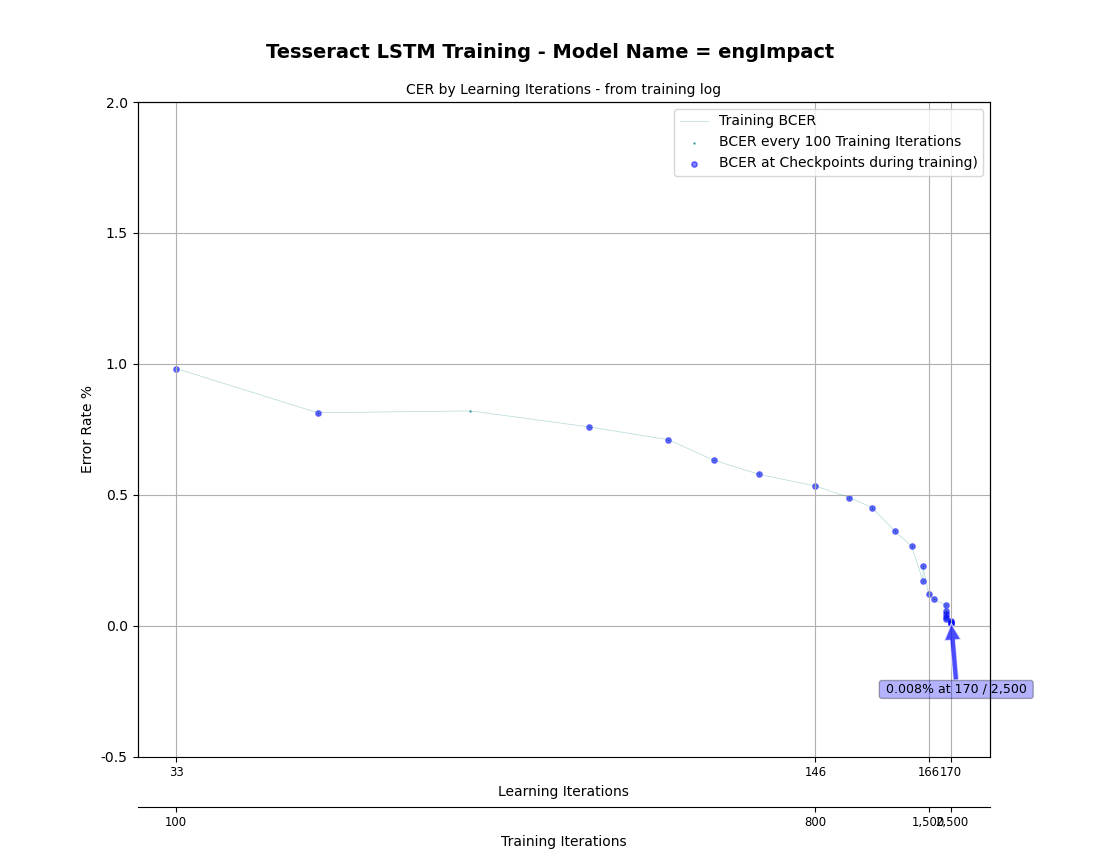 Tesseract LSTM Training - Model Name = engImpact
CER by Learning Iterations - from training log
Training BCER
BCER every 100 Training Iterations
BCER at Checkpoints during training)
2.0
1.5
1.0
0.5
0.0
-0.5
Error Rate %
0.008% at 170 / 2,500
33 146 166 170
Learning Iterations
100 800 1,500 2,500
Training Iterations